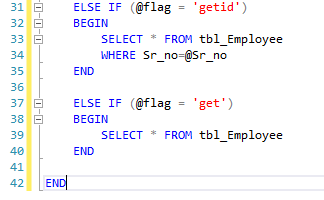 31 ELSE IF (@flag = 'getid')
32 BEGIN
33 SELECT * FROM tbl_Employee
34 WHERE Sr_no=@Sr_no
35 END
36
37 ELSE IF (@flag = 'get')
38 BEGIN
39 SELECT * FROM tbl_Employee
40 END
41
42 END